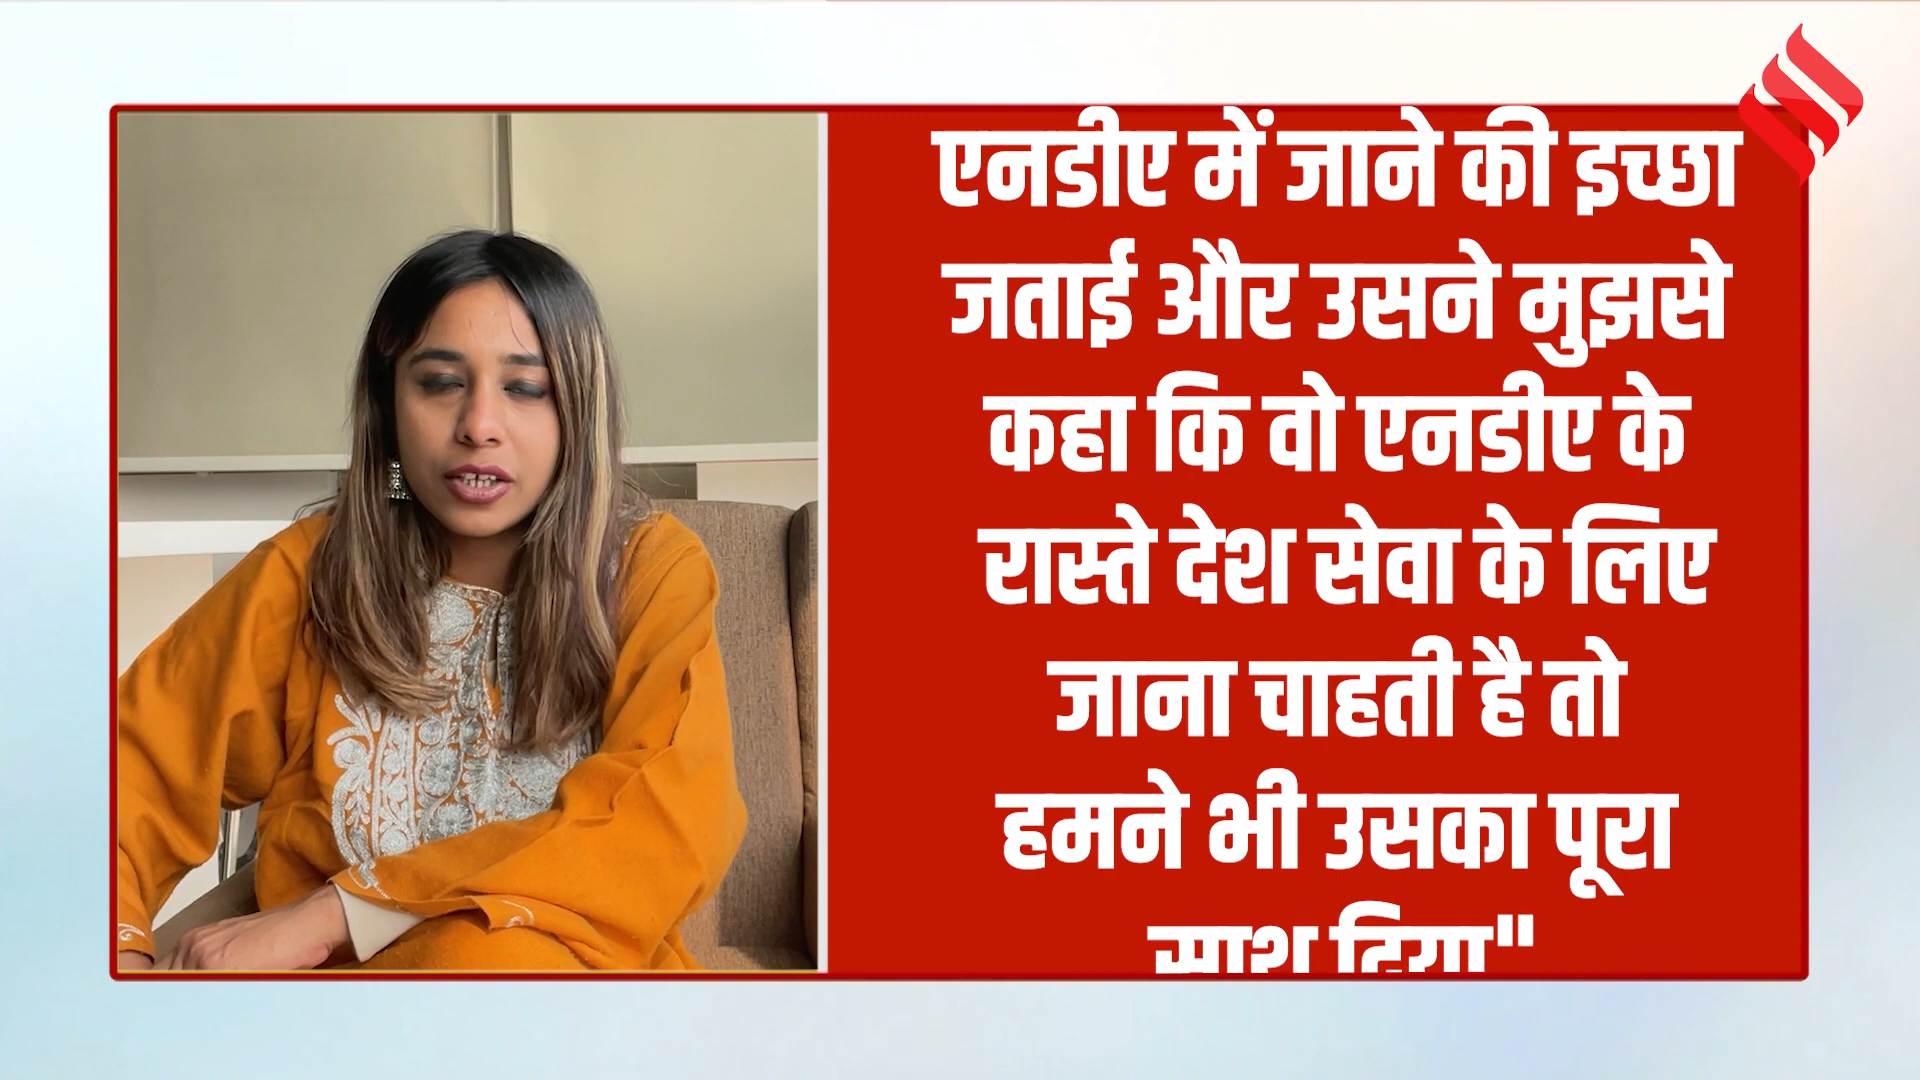 एनडीए में जाने की इच्छा
जताई और उसने मुझसे
कहा कि वो एनडीए के
रास्ते देश सेवा के लिए
जाना चाहती है तो
हमने भी उसका पूरा
साथ दिया"